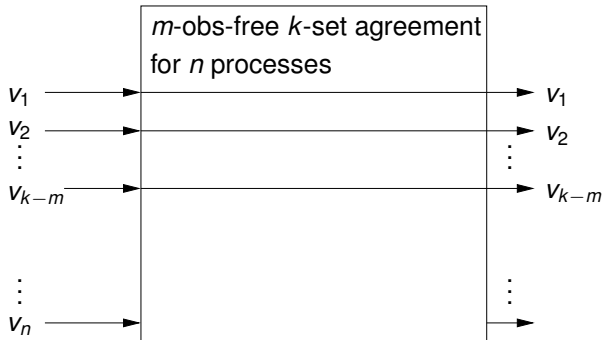 m-obs-free k-set agreement
for n processes
v₁ v₁
v₂ v₂
⋮ ⋮
vₖ₋ₘ vₖ₋ₘ
⋮ ⋮
vₙ